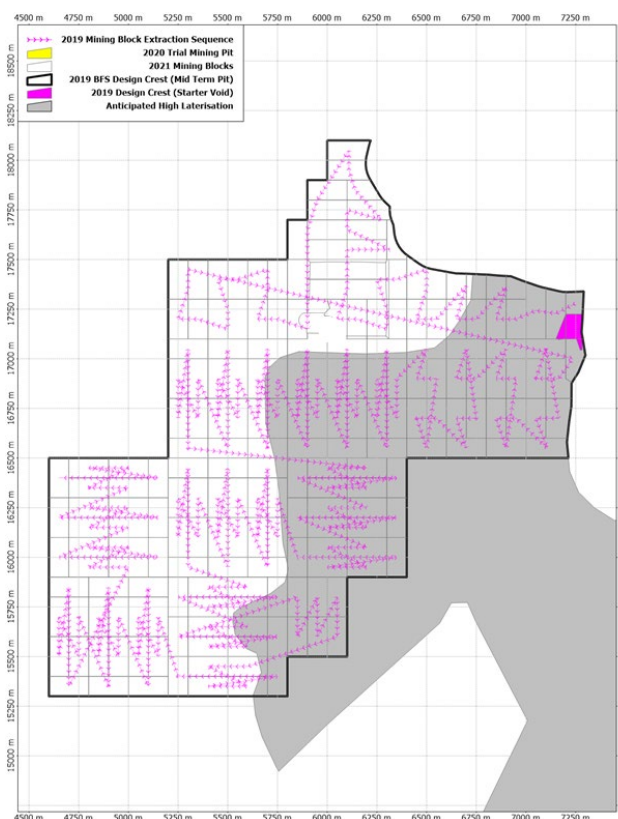 4500 m 4750 m 5000 m 5250 m 5500 m 5750 m 6000 m 6250 m 6500 m 6750 m 7000 m 7250 m
2019 Mining Block Extraction Sequence
2020 Trial Mining Pit
2021 Mining Blocks
2019 BFS Design Crest (Mid Term Pit)
2019 Design Crest (Starter Void)
Anticipated High Laterisation
18500 m
18250 m
18000 m
17750 m
17500 m
17250 m
17000 m
16750 m
16500 m
16250 m
16000 m
15750 m
15500 m
15250 m
15000 m
4500 m 4750 m 5000 m 5250 m 5500 m 5750 m 6000 m 6250 m 6500 m 6750 m 7000 m 7250 m